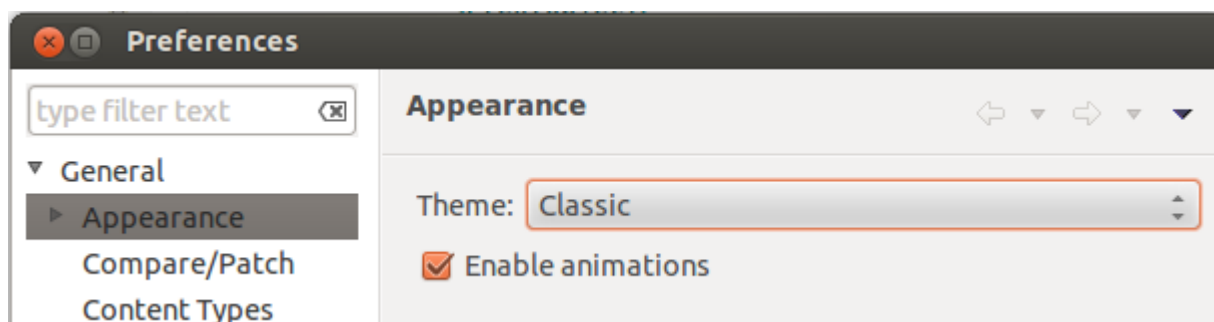 Preferences
type filter text
General
Appearance
Compare/Patch
Content Types
Appearance
Theme: Classic
Enable animations